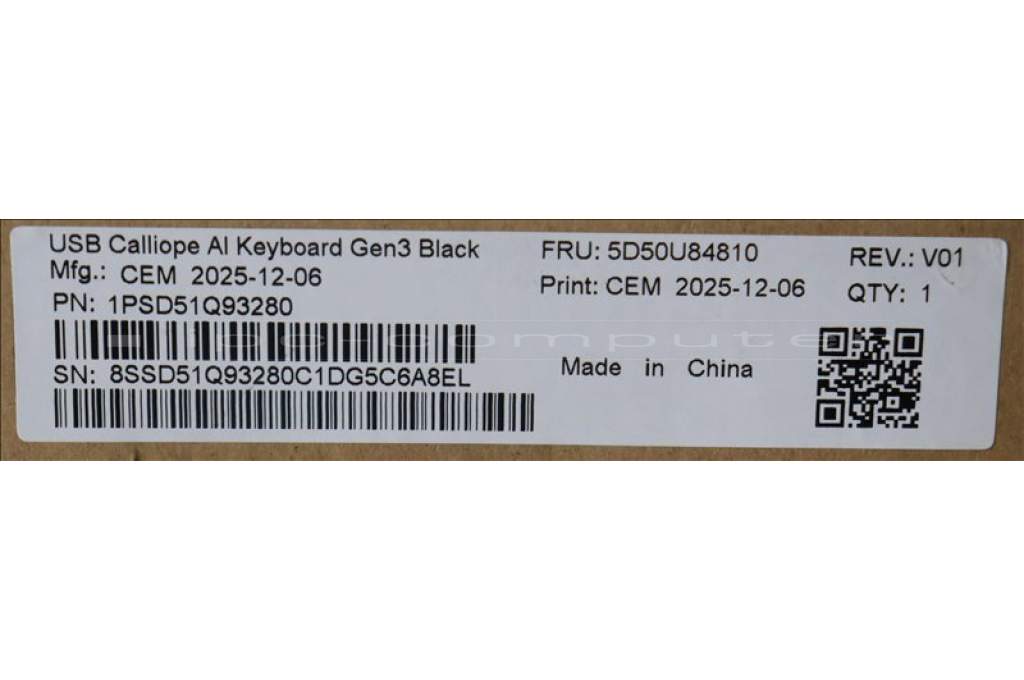 USB Calliope AI Keyboard Gen3 Black
FRU: 5D50U84810
REV.: V01
Mfg.: CEM 2025-12-06
Print: CEM 2025-12-06
QTY: 1
PN: 1PSD51Q93280
SN: 8SSD51Q93280C1DG5C6A8EL
Made in China